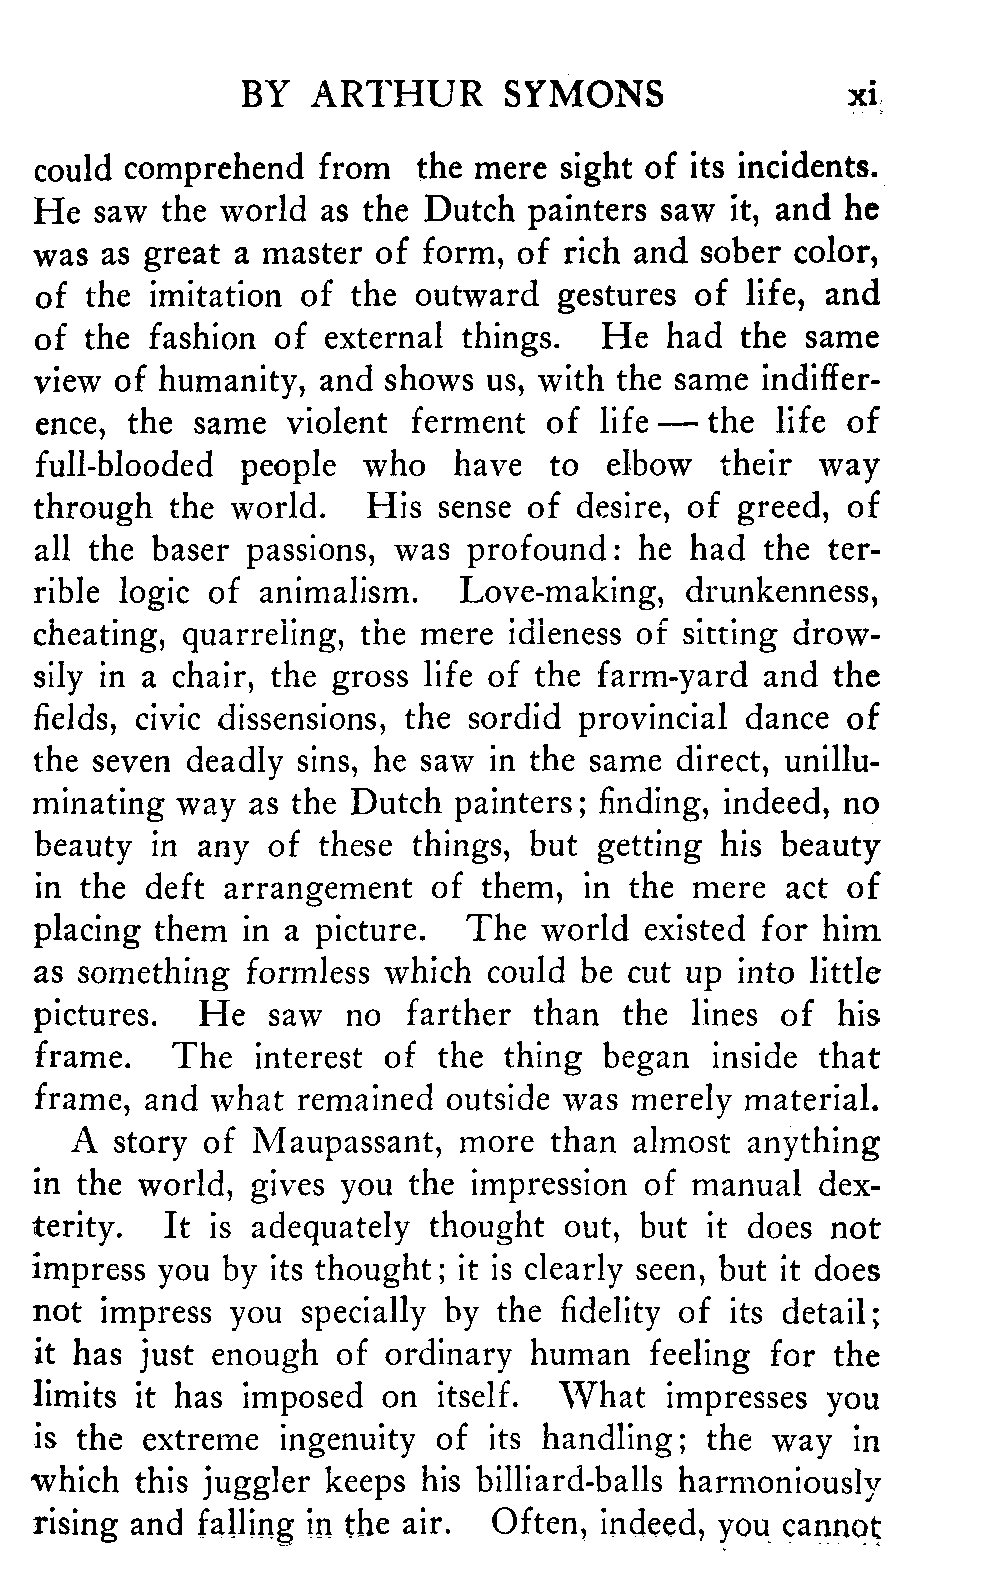 BY ARTHUR SYMONS xi
could comprehend from the mere sight of its incidents.
He saw the world as the Dutch painters saw it, and he
was as great a master of form, of rich and sober color,
of the imitation of the outward gestures of life, and
of the fashion of external things. He had the same
view of humanity, and shows us, with the same indiffer-
ence, the same violent ferment of life — the life of
full-blooded people who have to elbow their way
through the world. His sense of desire, of greed, of
all the baser passions, was profound: he had the ter-
rible logic of animalism. Love-making, drunkenness,
cheating, quarreling, the mere idleness of sitting drow-
sily in a chair, the gross life of the farm-yard and the
fields, civic dissensions, the sordid provincial dance of
the seven deadly sins, he saw in the same direct, unillu-
minating way as the Dutch painters; finding, indeed, no
beauty in any of these things, but getting his beauty
in the deft arrangement of them, in the mere act of
placing them in a picture. The world existed for him
as something formless which could be cut up into little
pictures. He saw no farther than the lines of his
frame. The interest of the thing began inside that
frame, and what remained outside was merely material.
A story of Maupassant, more than almost anything
in the world, gives you the impression of manual dex-
terity. It is adequately thought out, but it does not
impress you by its thought; it is clearly seen, but it does
not impress you specially by the fidelity of its detail;
it has just enough of ordinary human feeling for the
limits it has imposed on itself. What impresses you
is the extreme ingenuity of its handling; the way in
which this juggler keeps his billiard-balls harmoniously
rising and falling in the air. Often, indeed, you cannot